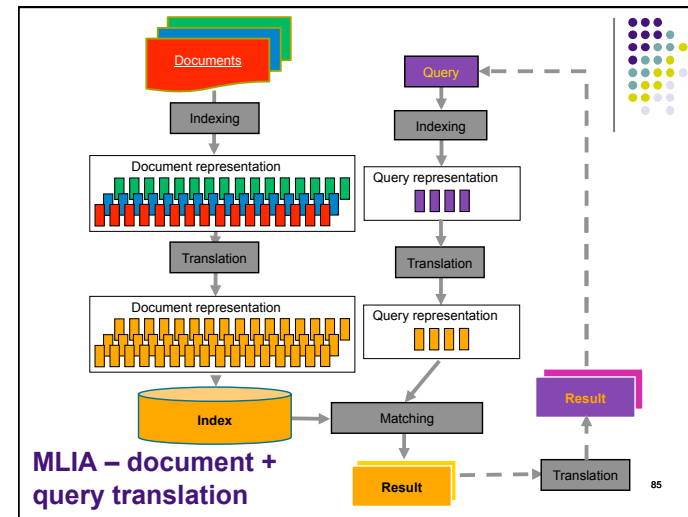 Documents
Query
Indexing
Indexing
Document representation
Query representation
Translation
Translation
Document representation
Query representation
Index
Matching
Result
Result
Translation
MLIA – document +
query translation
85